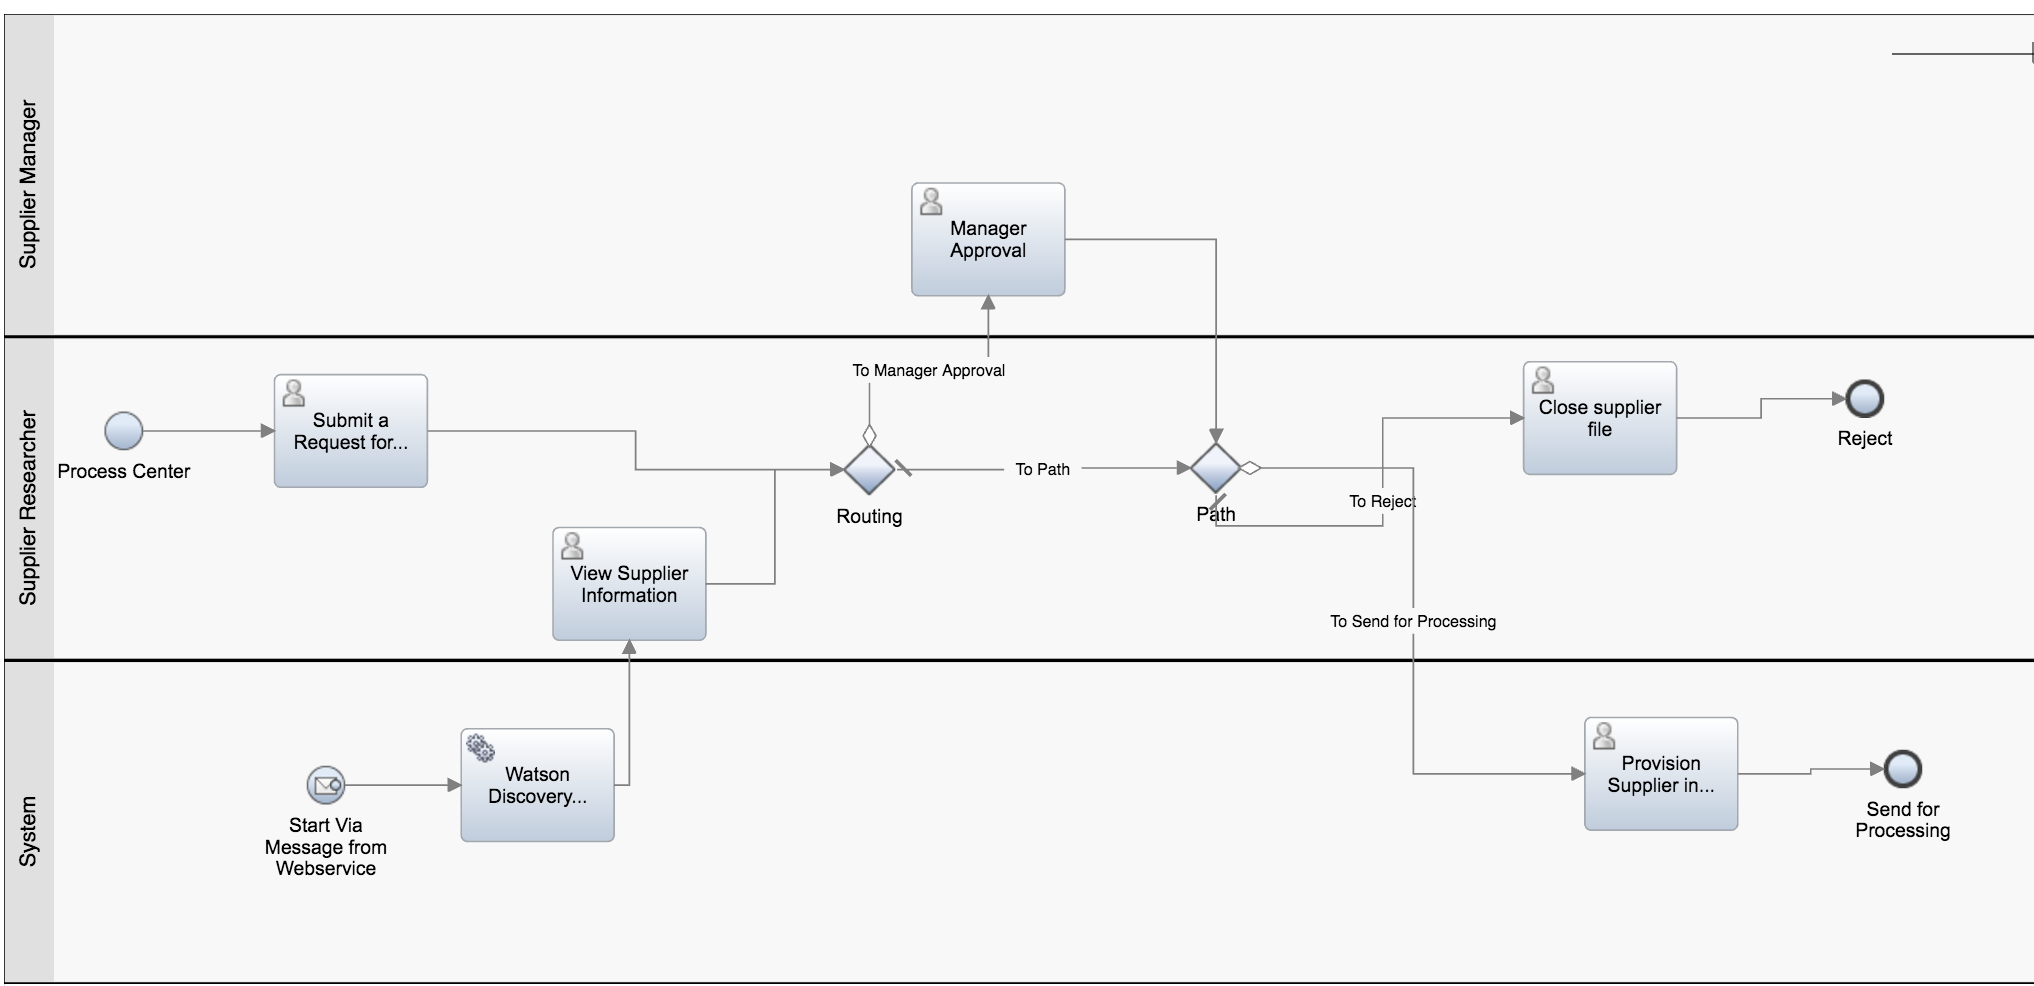 Supplier Manager
Manager
Approval
Supplier Researcher
To Manager Approval
Process Center
Submit a
Request for...
View Supplier
Information
Routing
To Path
Path
To Reject
To Send for Processing
Close supplier
file
Reject
System
Start Via
Message from
Webservice
Watson
Discovery...
Provision
Supplier in...
Send for
Processing